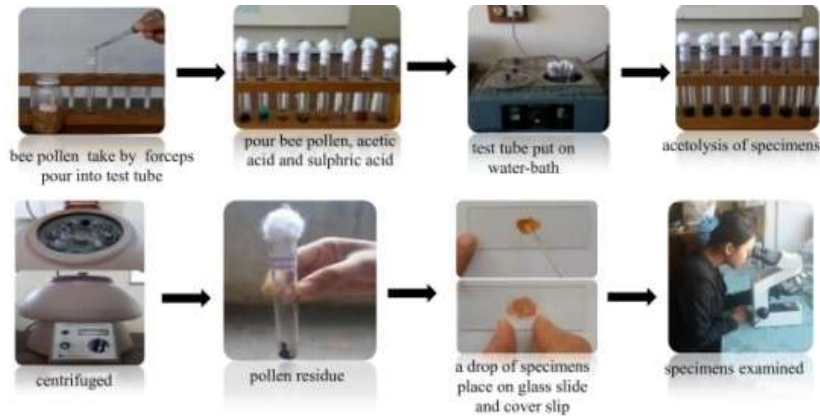 bee pollen take by forceps
pour into test tube
pour bee pollen, acetic
acid and sulphric acid
test tube put on
water-bath
acetolysis of specimens
centrifuged
pollen residue
a drop of specimens
place on glass slide
and cover slip
specimens examined